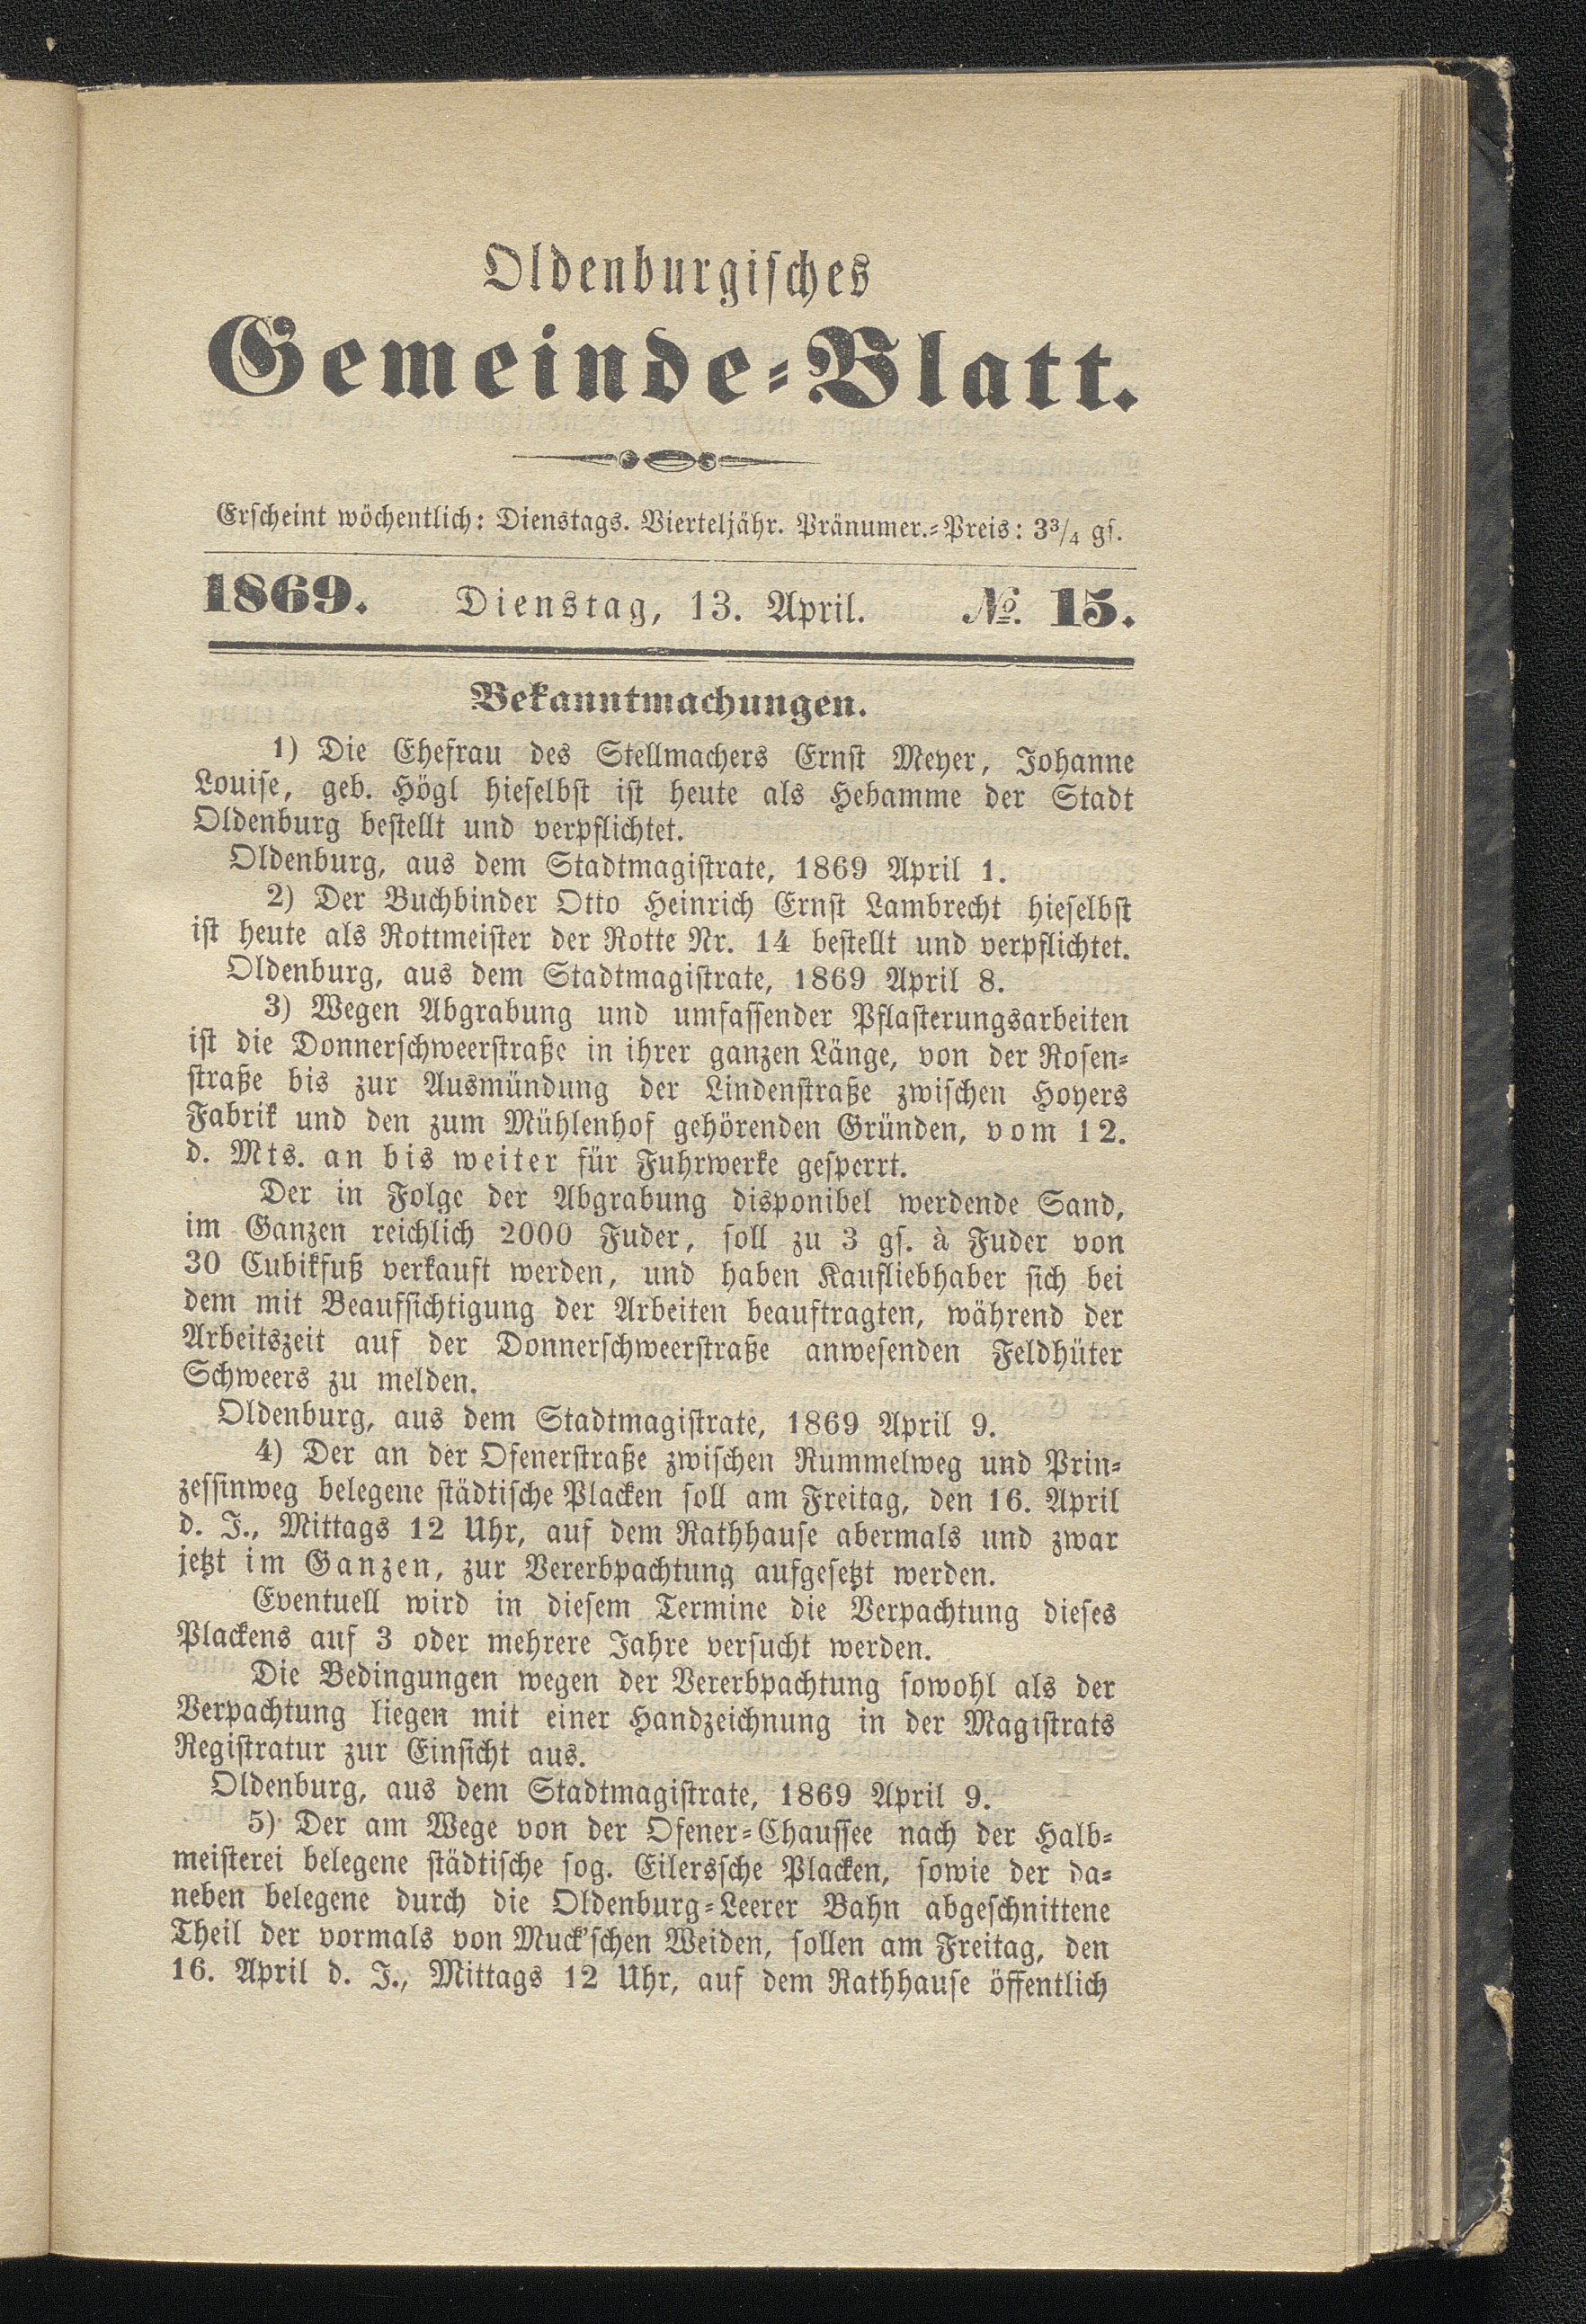 Oldenburgisches
Gemeinde-Blatt.
Erscheint wöchentlich: Dienstags. Vierteljähr. Pränumer.-Preis: 3¾ gs.
1869. Dienstag, 13. April. № 15.
Bekanntmachungen.
1) Die Ehefrau des Stellmachers Ernst Meyer, Johanne
Louise, geb. Högl hieselbst ist heute als Hebamme der Stadt
Oldenburg bestellt und verpflichtet.
Oldenburg, aus dem Stadtmagistrate, 1869 April 1.
2) Der Buchbinder Otto Heinrich Ernst Lambrecht hieselbst
ist heute als Rottmeister der Rotte Nr. 14 bestellt und verpflichtet.
Oldenburg, aus dem Stadtmagistrate, 1869 April 8.
3) Wegen Abgrabung und umfassender Pflasterungsarbeiten
ist die Donnerschweerstraße in ihrer ganzen Länge, von der Rosen-
straße bis zur Ausmündung der Lindenstraße zwischen Hoyers
Fabrik und den zum Mühlenhof gehörenden Gründen, vom 12.
d. Mts. an bis weiter für Fuhrwerke gesperrt.
Der in Folge der Abgrabung disponibel werdende Sand,
im Ganzen reichlich 2000 Fuder, soll zu 3 gs. à Fuder von
30 Cubikfuß verkauft werden, und haben Kaufliebhaber sich bei
dem mit Beaufsichtigung der Arbeiten beauftragten, während der
Arbeitszeit auf der Donnerschweerstraße anwesenden Feldhüter
Schweers zu melden.
Oldenburg, aus dem Stadtmagistrate, 1869 April 9.
4) Der an der Ofenerstraße zwischen Rummelweg und Prin-
zessinweg belegene städtische Placken soll am Freitag, den 16. April
d. J., Mittags 12 Uhr, auf dem Rathhause abermals und zwar
jetzt im Ganzen, zur Vererbpachtung aufgesetzt werden.
Eventuell wird in diesem Termine die Verpachtung dieses
Plackens auf 3 oder mehrere Jahre versucht werden.
Die Bedingungen wegen der Vererbpachtung sowohl als der
Verpachtung liegen mit einer Handzeichnung in der Magistrats
Registratur zur Einsicht aus.
Oldenburg, aus dem Stadtmagistrate, 1869 April 9.
5) Der am Wege von der Ofener-Chaussee nach der Halb-
meisterei belegene städtische sog. Eilerssche Placken, sowie der da-
neben belegene durch die Oldenburg-Leerer Bahn abgeschnittene
Theil der vormals von Muck'schen Weiden, sollen am Freitag, den
16. April d. J., Mittags 12 Uhr, auf dem Rathhause öffentlich